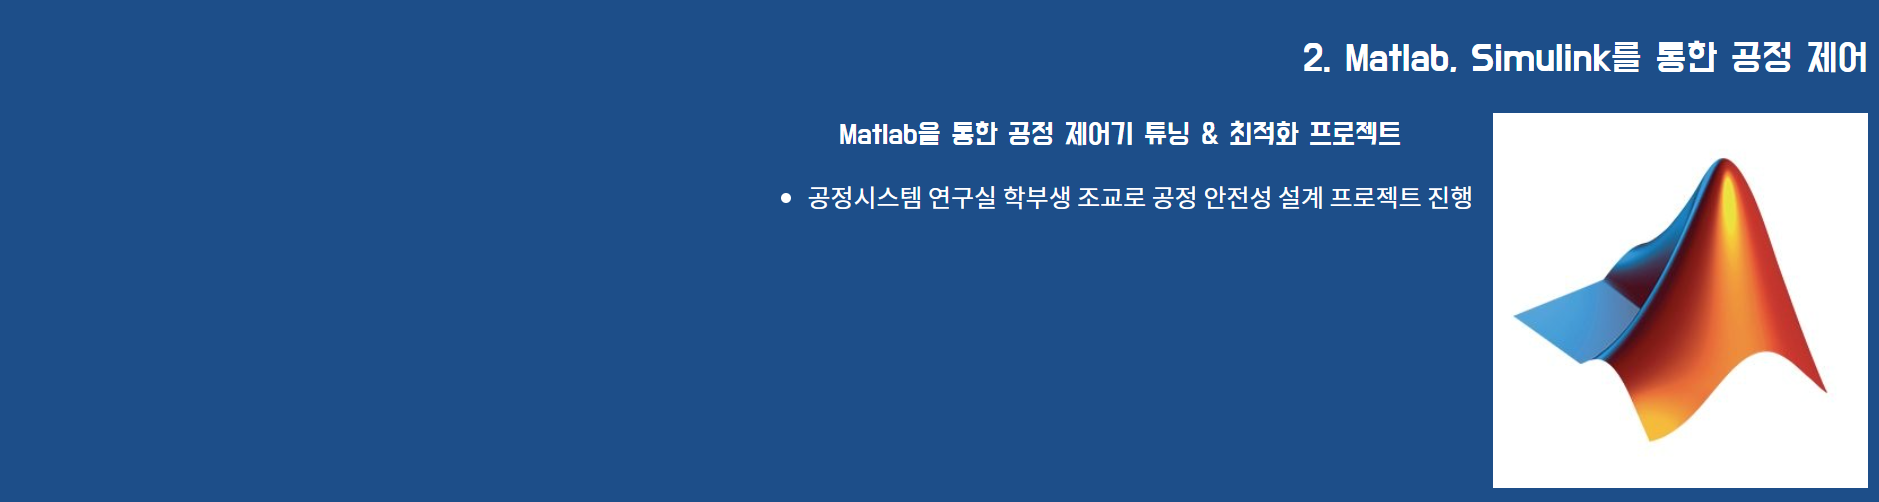 2. Matlab, Simulink를 통한 공정 제어
Matlab을 통한 공정 제어기 튜닝 & 최적화 프로젝트
• 공정시스템 연구실 학부생 조교로 공정 안전성 설계 프로젝트 진행